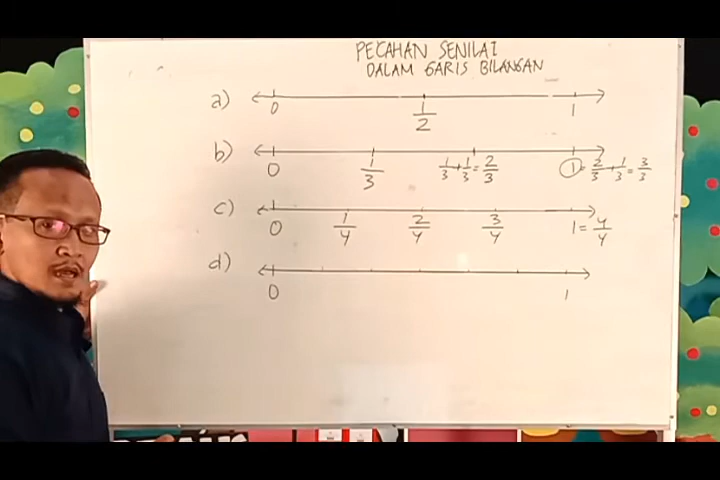 PECAHAN SENILAI
DALAM GARIS BILANGAN
a) 0 1/2 1
b) 0 1/3 1/3+1/3=2/3 1=2/3+1/3=3/3
c) 0 1/4 2/4 3/4 1=4/4
d) 0 1